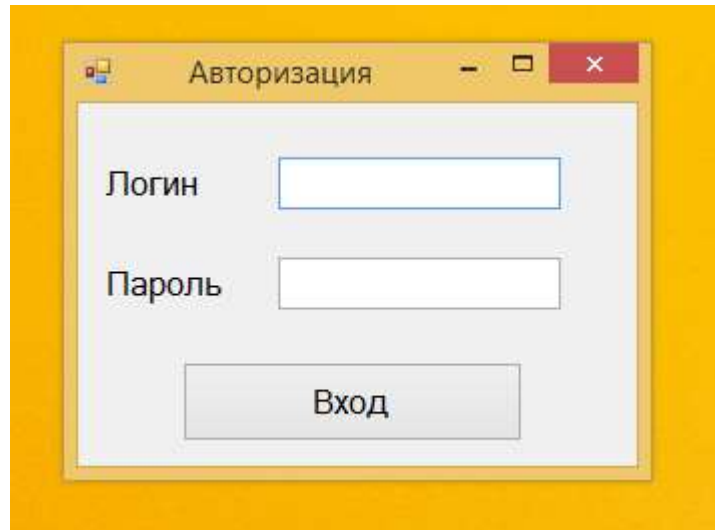 Авторизация
Логин
Пароль
Вход